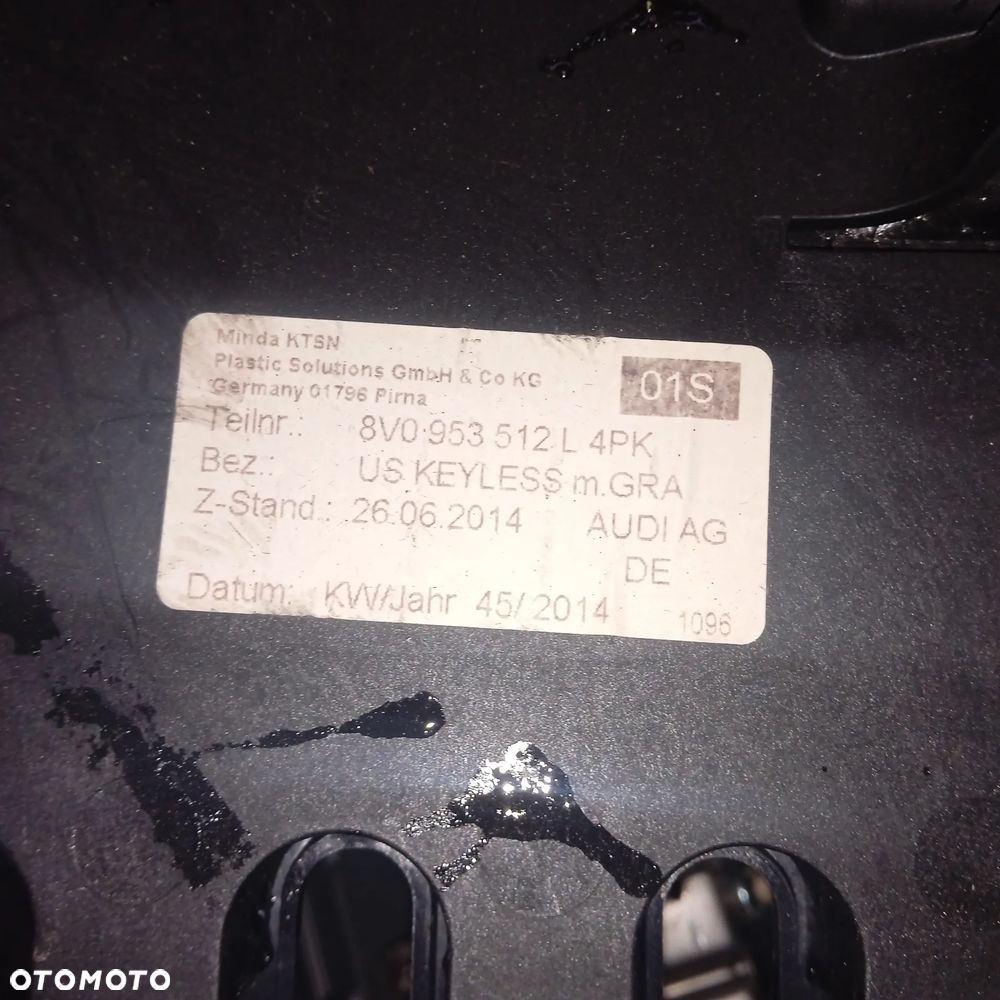 Minda KTSN
Plastic Solutions GmbH & Co KG
Germany 01796 Pirna
01S
Teilnr.: 8V0 953 512 L 4PK
Bez.: US KEYLESS m.GRA
Z-Stand.: 26.06.2014 AUDI AG
DE
Datum: KW/Jahr 45/2014 1096
OTOMOTO